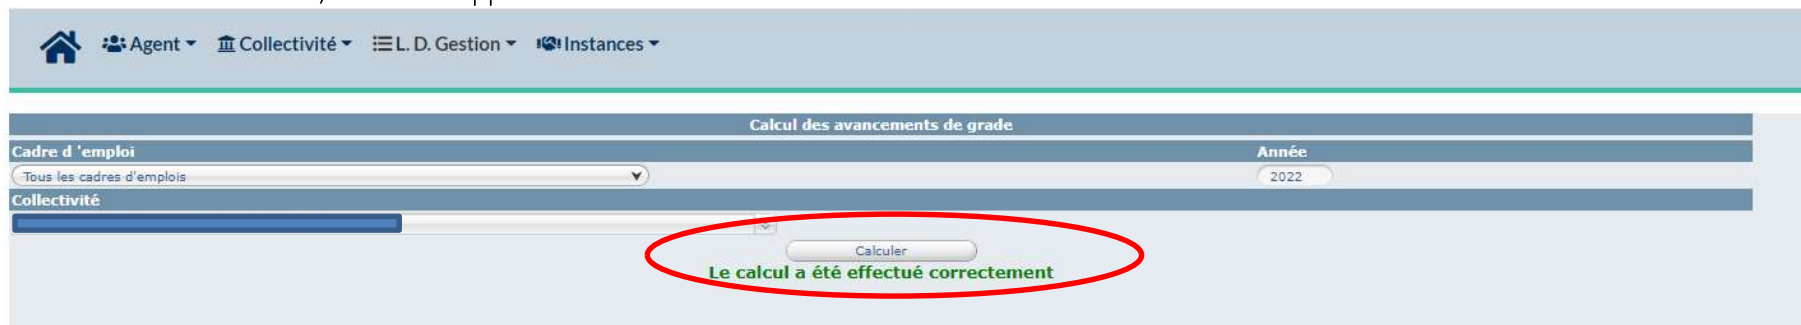 Agent Collectivité L. D. Gestion Instances
Calcul des avancements de grade
Cadre d 'emploi Année
Tous les cadres d'emplois 2022
Collectivité
Calculer
Le calcul a été effectué correctement